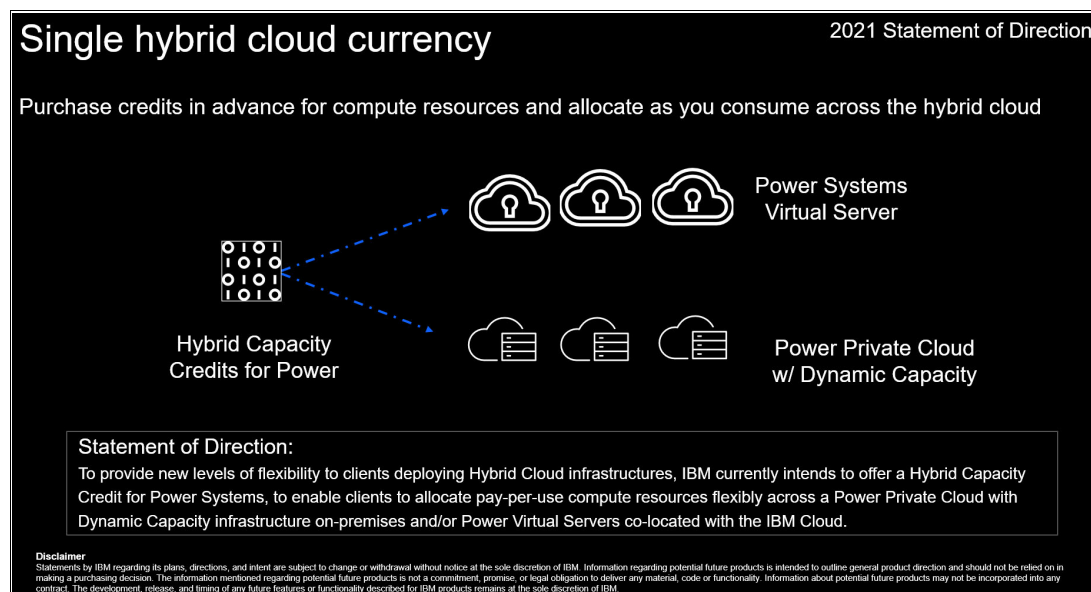 Single hybrid cloud currency
2021 Statement of Direction
Purchase credits in advance for compute resources and allocate as you consume across the hybrid cloud
Power Systems
Virtual Server
Hybrid Capacity
Credits for Power
Power Private Cloud
w/ Dynamic Capacity
Statement of Direction:
To provide new levels of flexibility to clients deploying Hybrid Cloud infrastructures, IBM currently intends to offer a Hybrid Capacity
Credit for Power Systems, to enable clients to allocate pay-per-use compute resources flexibly across a Power Private Cloud with
Dynamic Capacity infrastructure on-premises and/or Power Virtual Servers co-located with the IBM Cloud.
Disclaimer
Statements by IBM regarding its plans, directions, and intent are subject to change or withdrawal without notice at the sole discretion of IBM. Information regarding potential future products is intended to outline general product direction and should not be relied on in
making a purchasing decision. The information mentioned regarding potential future products is not a commitment, promise, or legal obligation to deliver any material, code or functionality. Information about potential future products may not be incorporated into any
contract. The development, release, and timing of any future features or functionality described for IBM products remains at the sole discretion of IBM.